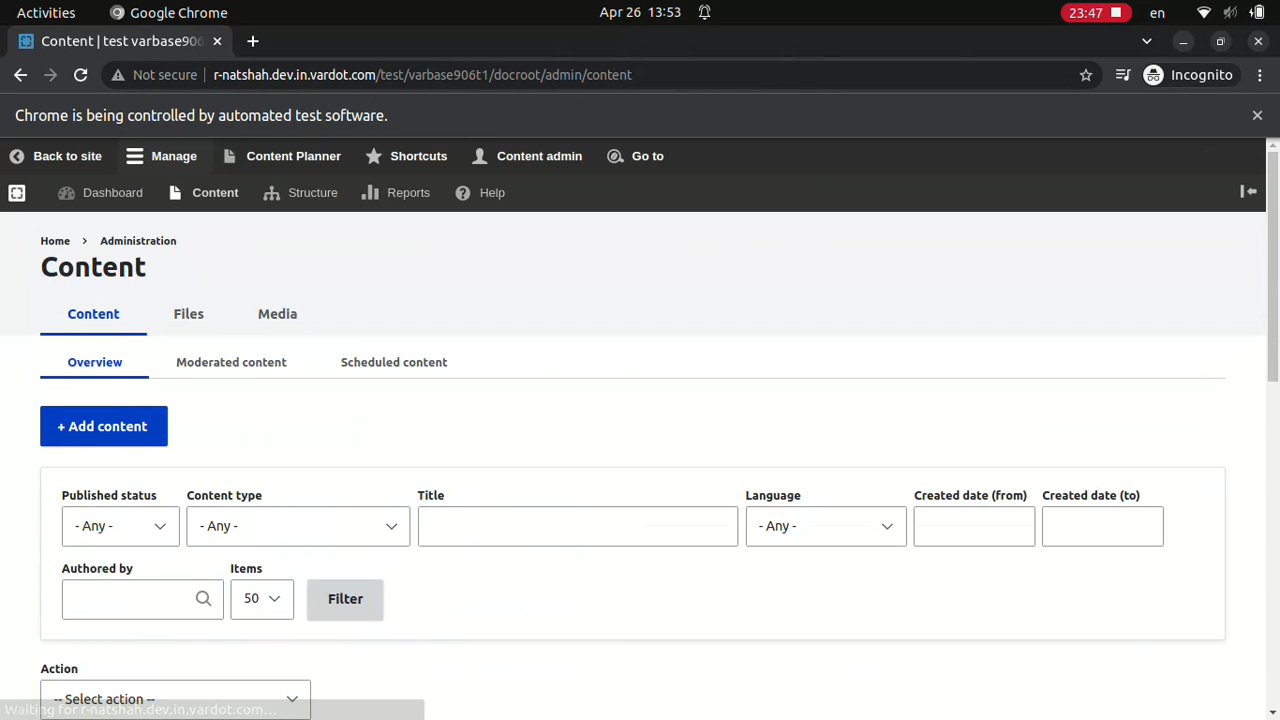 Activities Google Chrome Apr 26 13:53 23:47 en
Content | test varbase906
Not secure r-natshah.dev.in.vardot.com/test/varbase906t1/docroot/admin/content Incognito
Chrome is being controlled by automated test software.
Back to site Manage Content Planner Shortcuts Content admin Go to
Dashboard Content Structure Reports Help
Home > Administration
Content
Content Files Media
Overview Moderated content Scheduled content
+ Add content
Published status Content type Title Language Created date (from) Created date (to)
- Any - - Any - - Any -
Authored by Items
50 Filter
Action
-- Select action --
Waiting for r-natshah.dev.in.vardot.com...